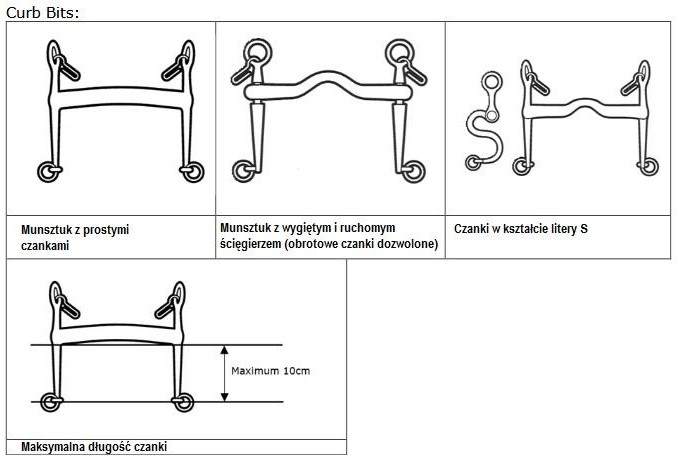 Curb Bits:
Munsztuk z prostymi
czankami
Munsztuk z wygiętym i ruchomym
ścięgierzem (obrotowe czanki dozwolone)
Czanki w kształcie litery S
Maximum 10cm
Maksymalna długość czanki